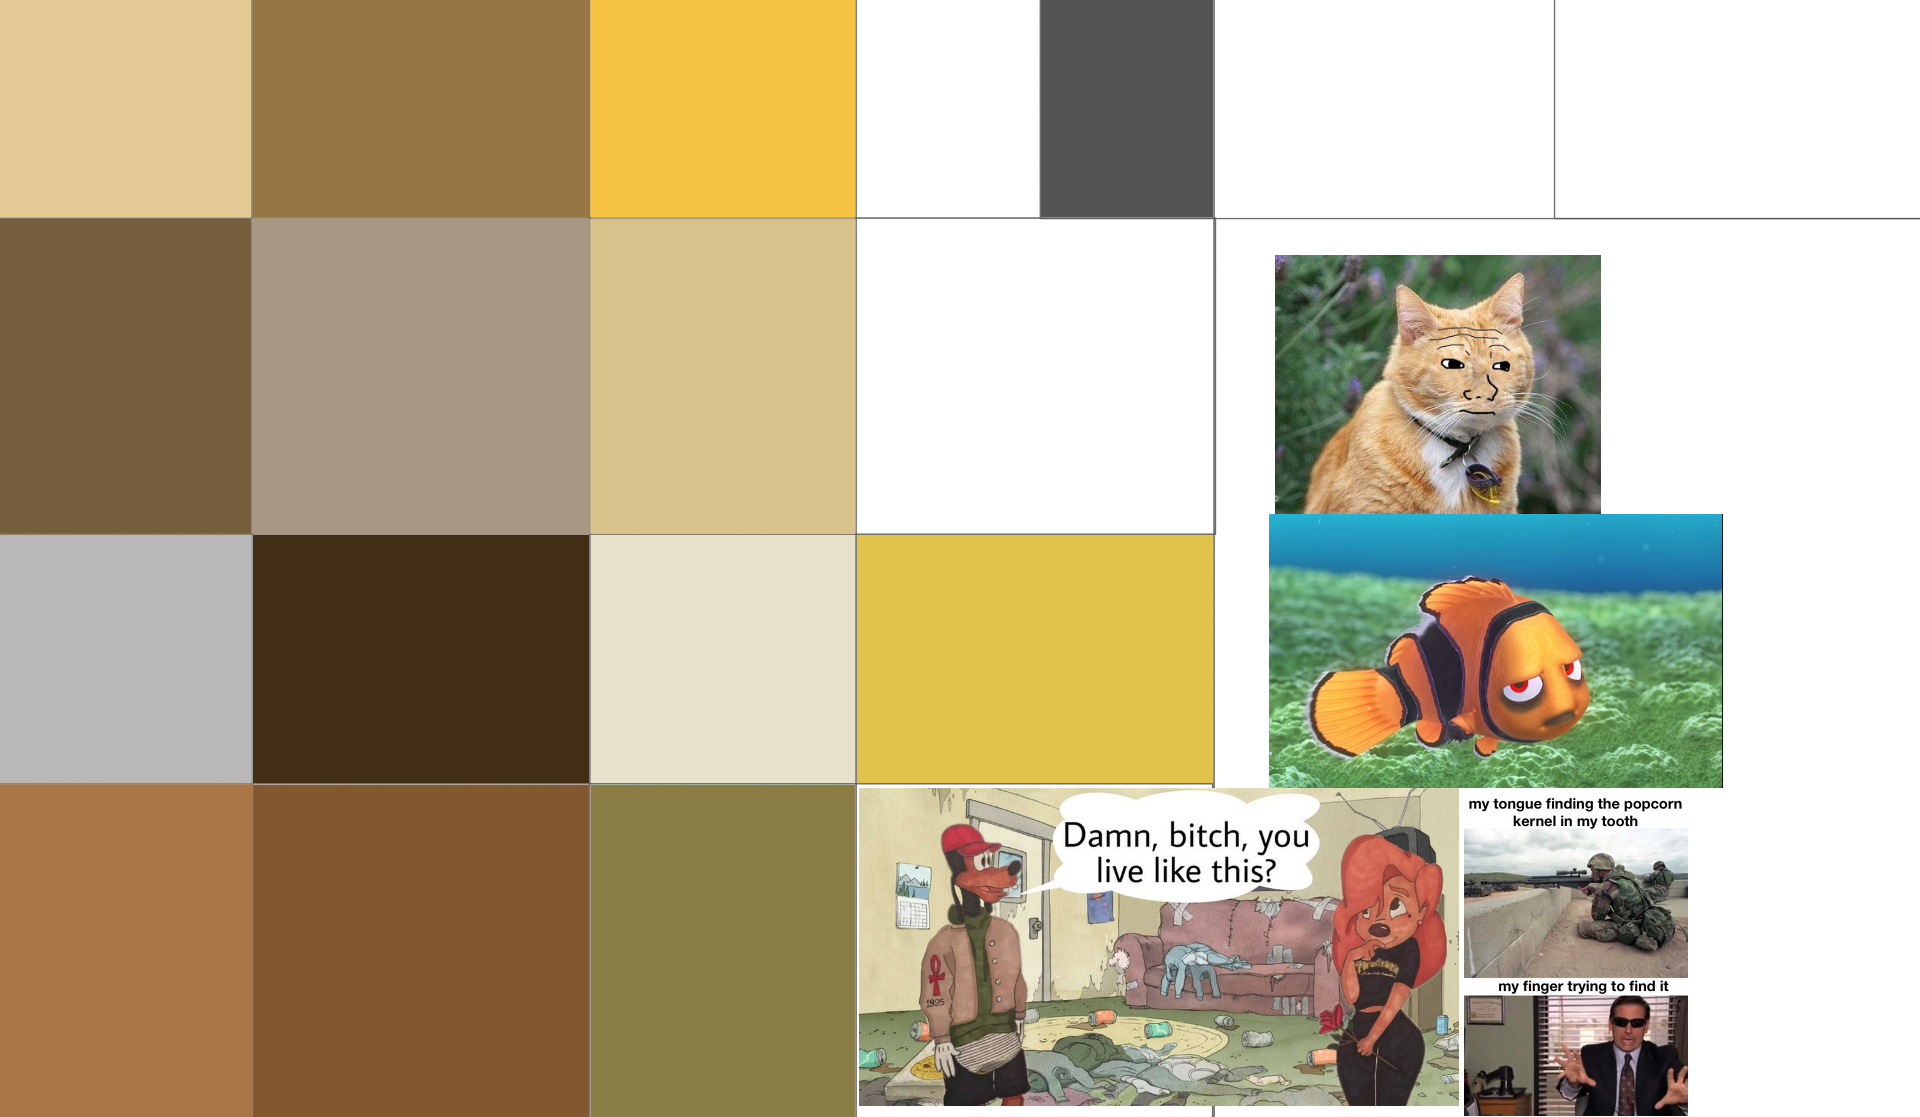 Damn, bitch, you
live like this?
1995
my tongue finding the popcorn
kernel in my tooth
my finger trying to find it